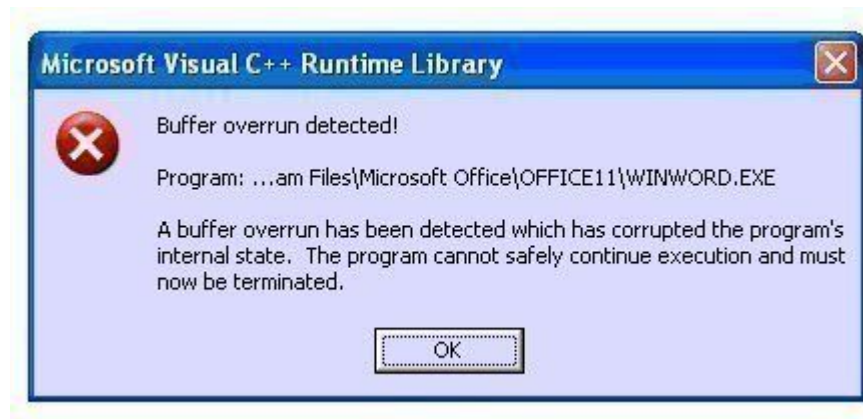 Microsoft Visual C++ Runtime Library
Buffer overrun detected!
Program: ...am Files\Microsoft Office\OFFICE11\WINWORD.EXE
A buffer overrun has been detected which has corrupted the program's
internal state.  The program cannot safely continue execution and must
now be terminated.
OK